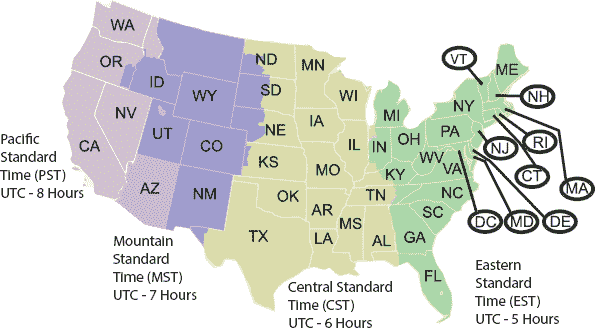 WA
OR
ID
NV
CA
AZ
UT
WY
CO
NM
ND
SD
NE
KS
OK
TX
MN
IA
MO
AR
LA
WI
IL
MS
AL
TN
MI
IN
OH
KY
WV
VA
NC
SC
GA
FL
PA
NY
ME
VT
NH
MA
RI
CT
NJ
DE
MD
DC
Pacific
Standard
Time (PST)
UTC - 8 Hours
Mountain
Standard
Time (MST)
UTC - 7 Hours
Central Standard
Time (CST)
UTC - 6 Hours
Eastern
Standard
Time (EST)
UTC - 5 Hours